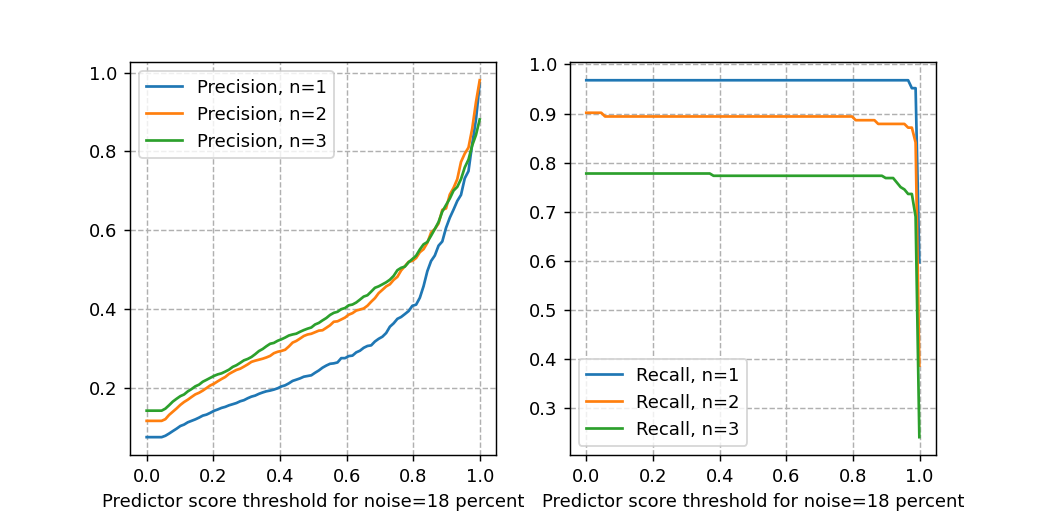 1.0
0.8
0.6
0.4
0.2
Precision, n=1
Precision, n=2
Precision, n=3
0.0 0.2 0.4 0.6 0.8 1.0
Predictor score threshold for noise=18 percent
1.0
0.9
0.8
0.7
0.6
0.5
0.4
0.3
Recall, n=1
Recall, n=2
Recall, n=3
0.0 0.2 0.4 0.6 0.8 1.0
Predictor score threshold for noise=18 percent